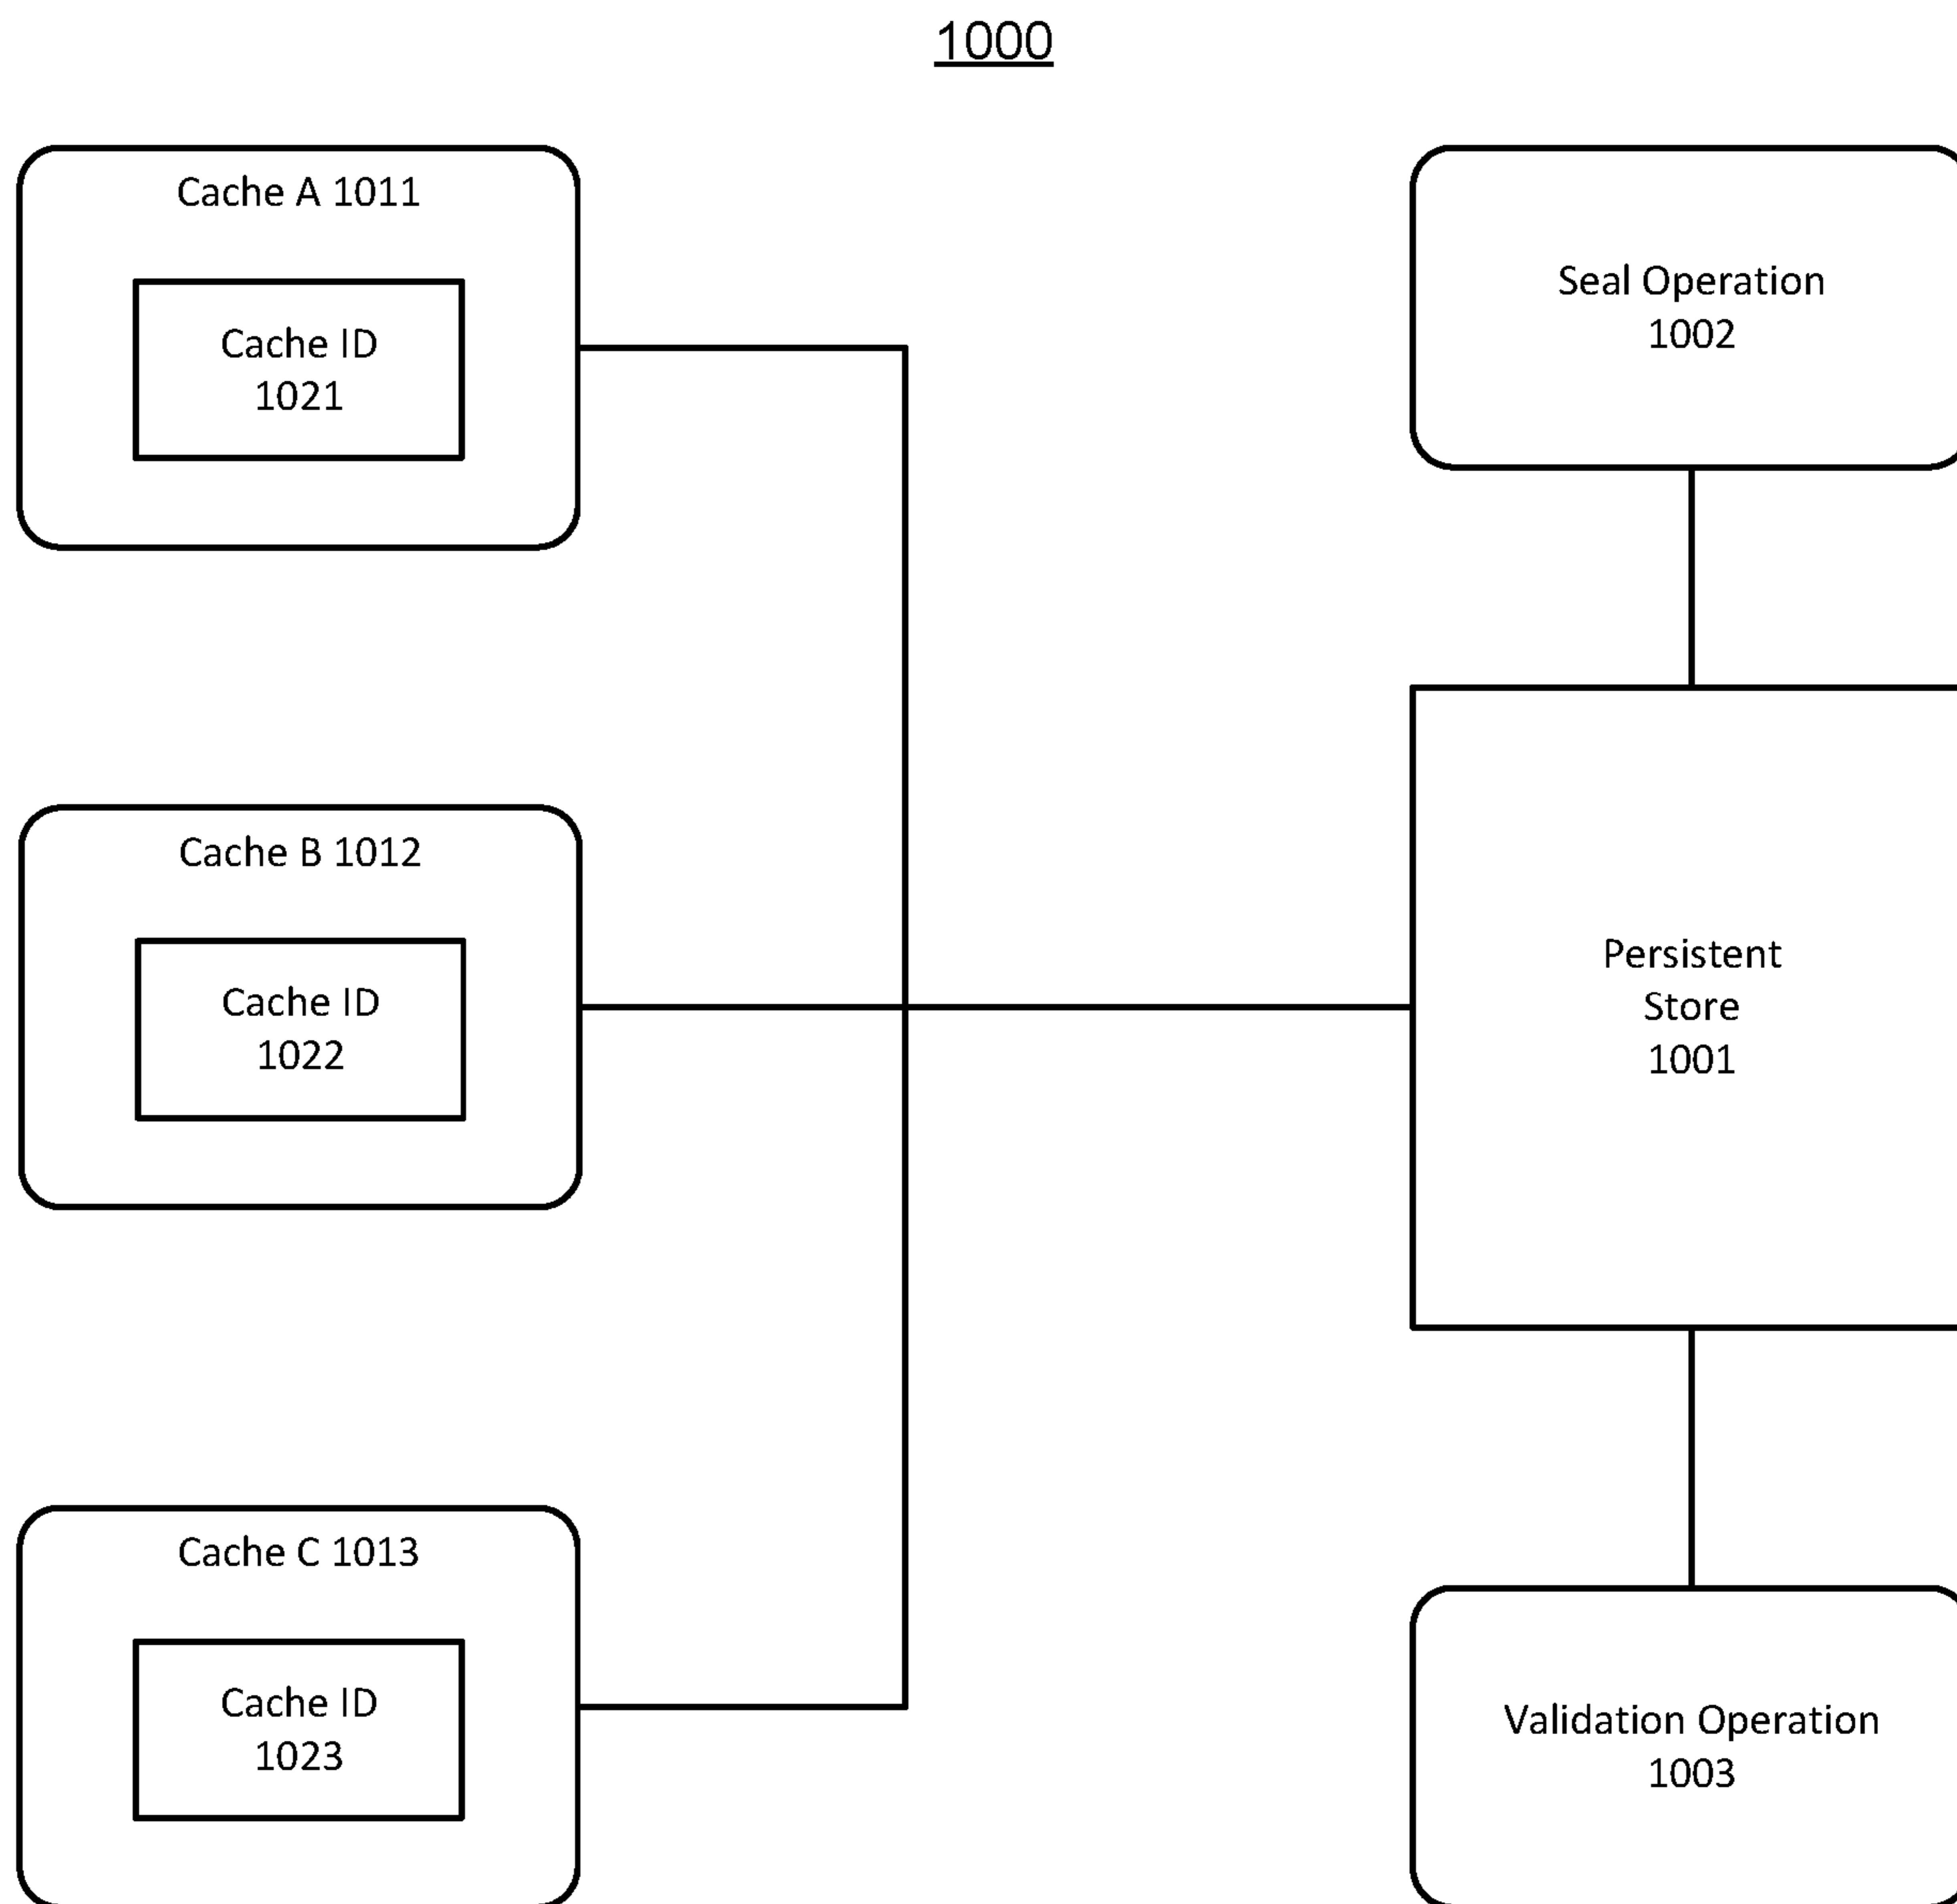 1000
Cache A 1011
Cache ID
1021
Seal Operation
1002
Cache B 1012
Cache ID
1022
Persistent
Store
1001
Cache C 1013
Cache ID
1023
Validation Operation
1003